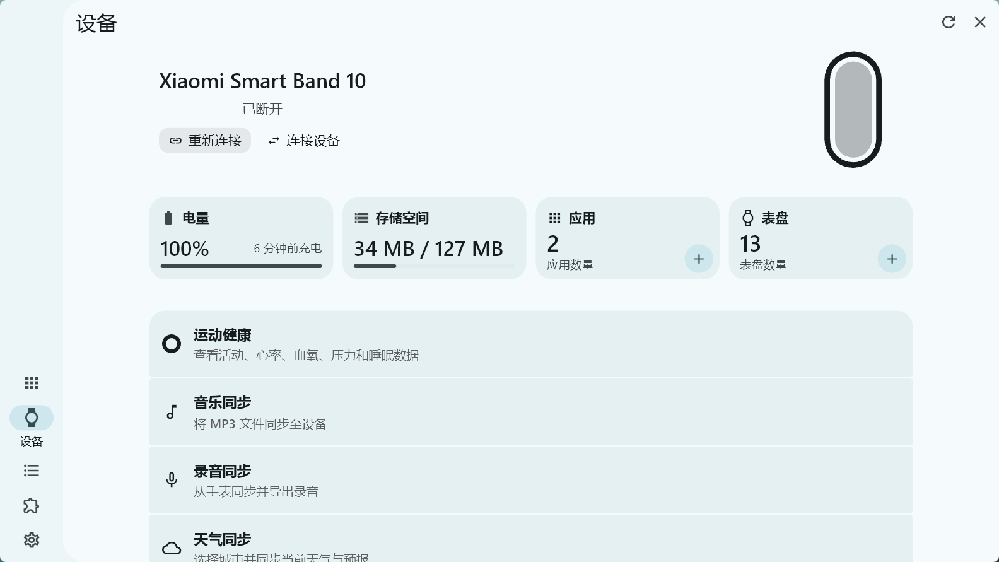 设备
Xiaomi Smart Band 10
已断开
重新连接
连接设备
电量
100%
6 分钟前充电
存储空间
34 MB / 127 MB
应用
2
应用数量
表盘
13
表盘数量
运动健康
查看活动、心率、血氧、压力和睡眠数据
音乐同步
将 MP3 文件同步至设备
录音同步
从手表同步并导出录音
天气同步
选择城市并同步当前天气与预报
设备